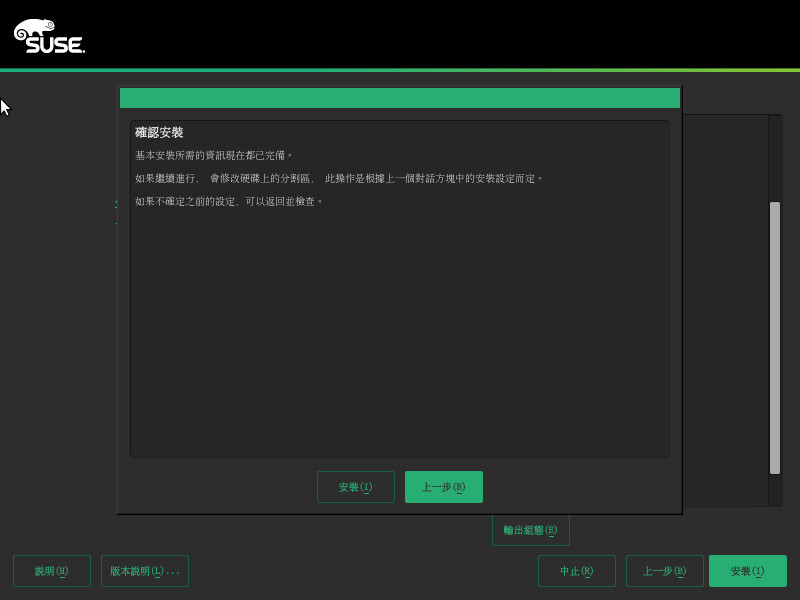 SUSE.
確認安裝
基本安裝所需的資訊現在都已完備。
如果繼續進行， 會修改硬碟上的分割區， 此操作是根據上一個對話方塊中的安裝設定而定。
如果不確定之前的設定，可以返回並檢查。
安裝(I)
上一步(B)
輸出組態(E)
說明(H)
版本說明(L)...
中止(R)
上一步(B)
安裝(I)